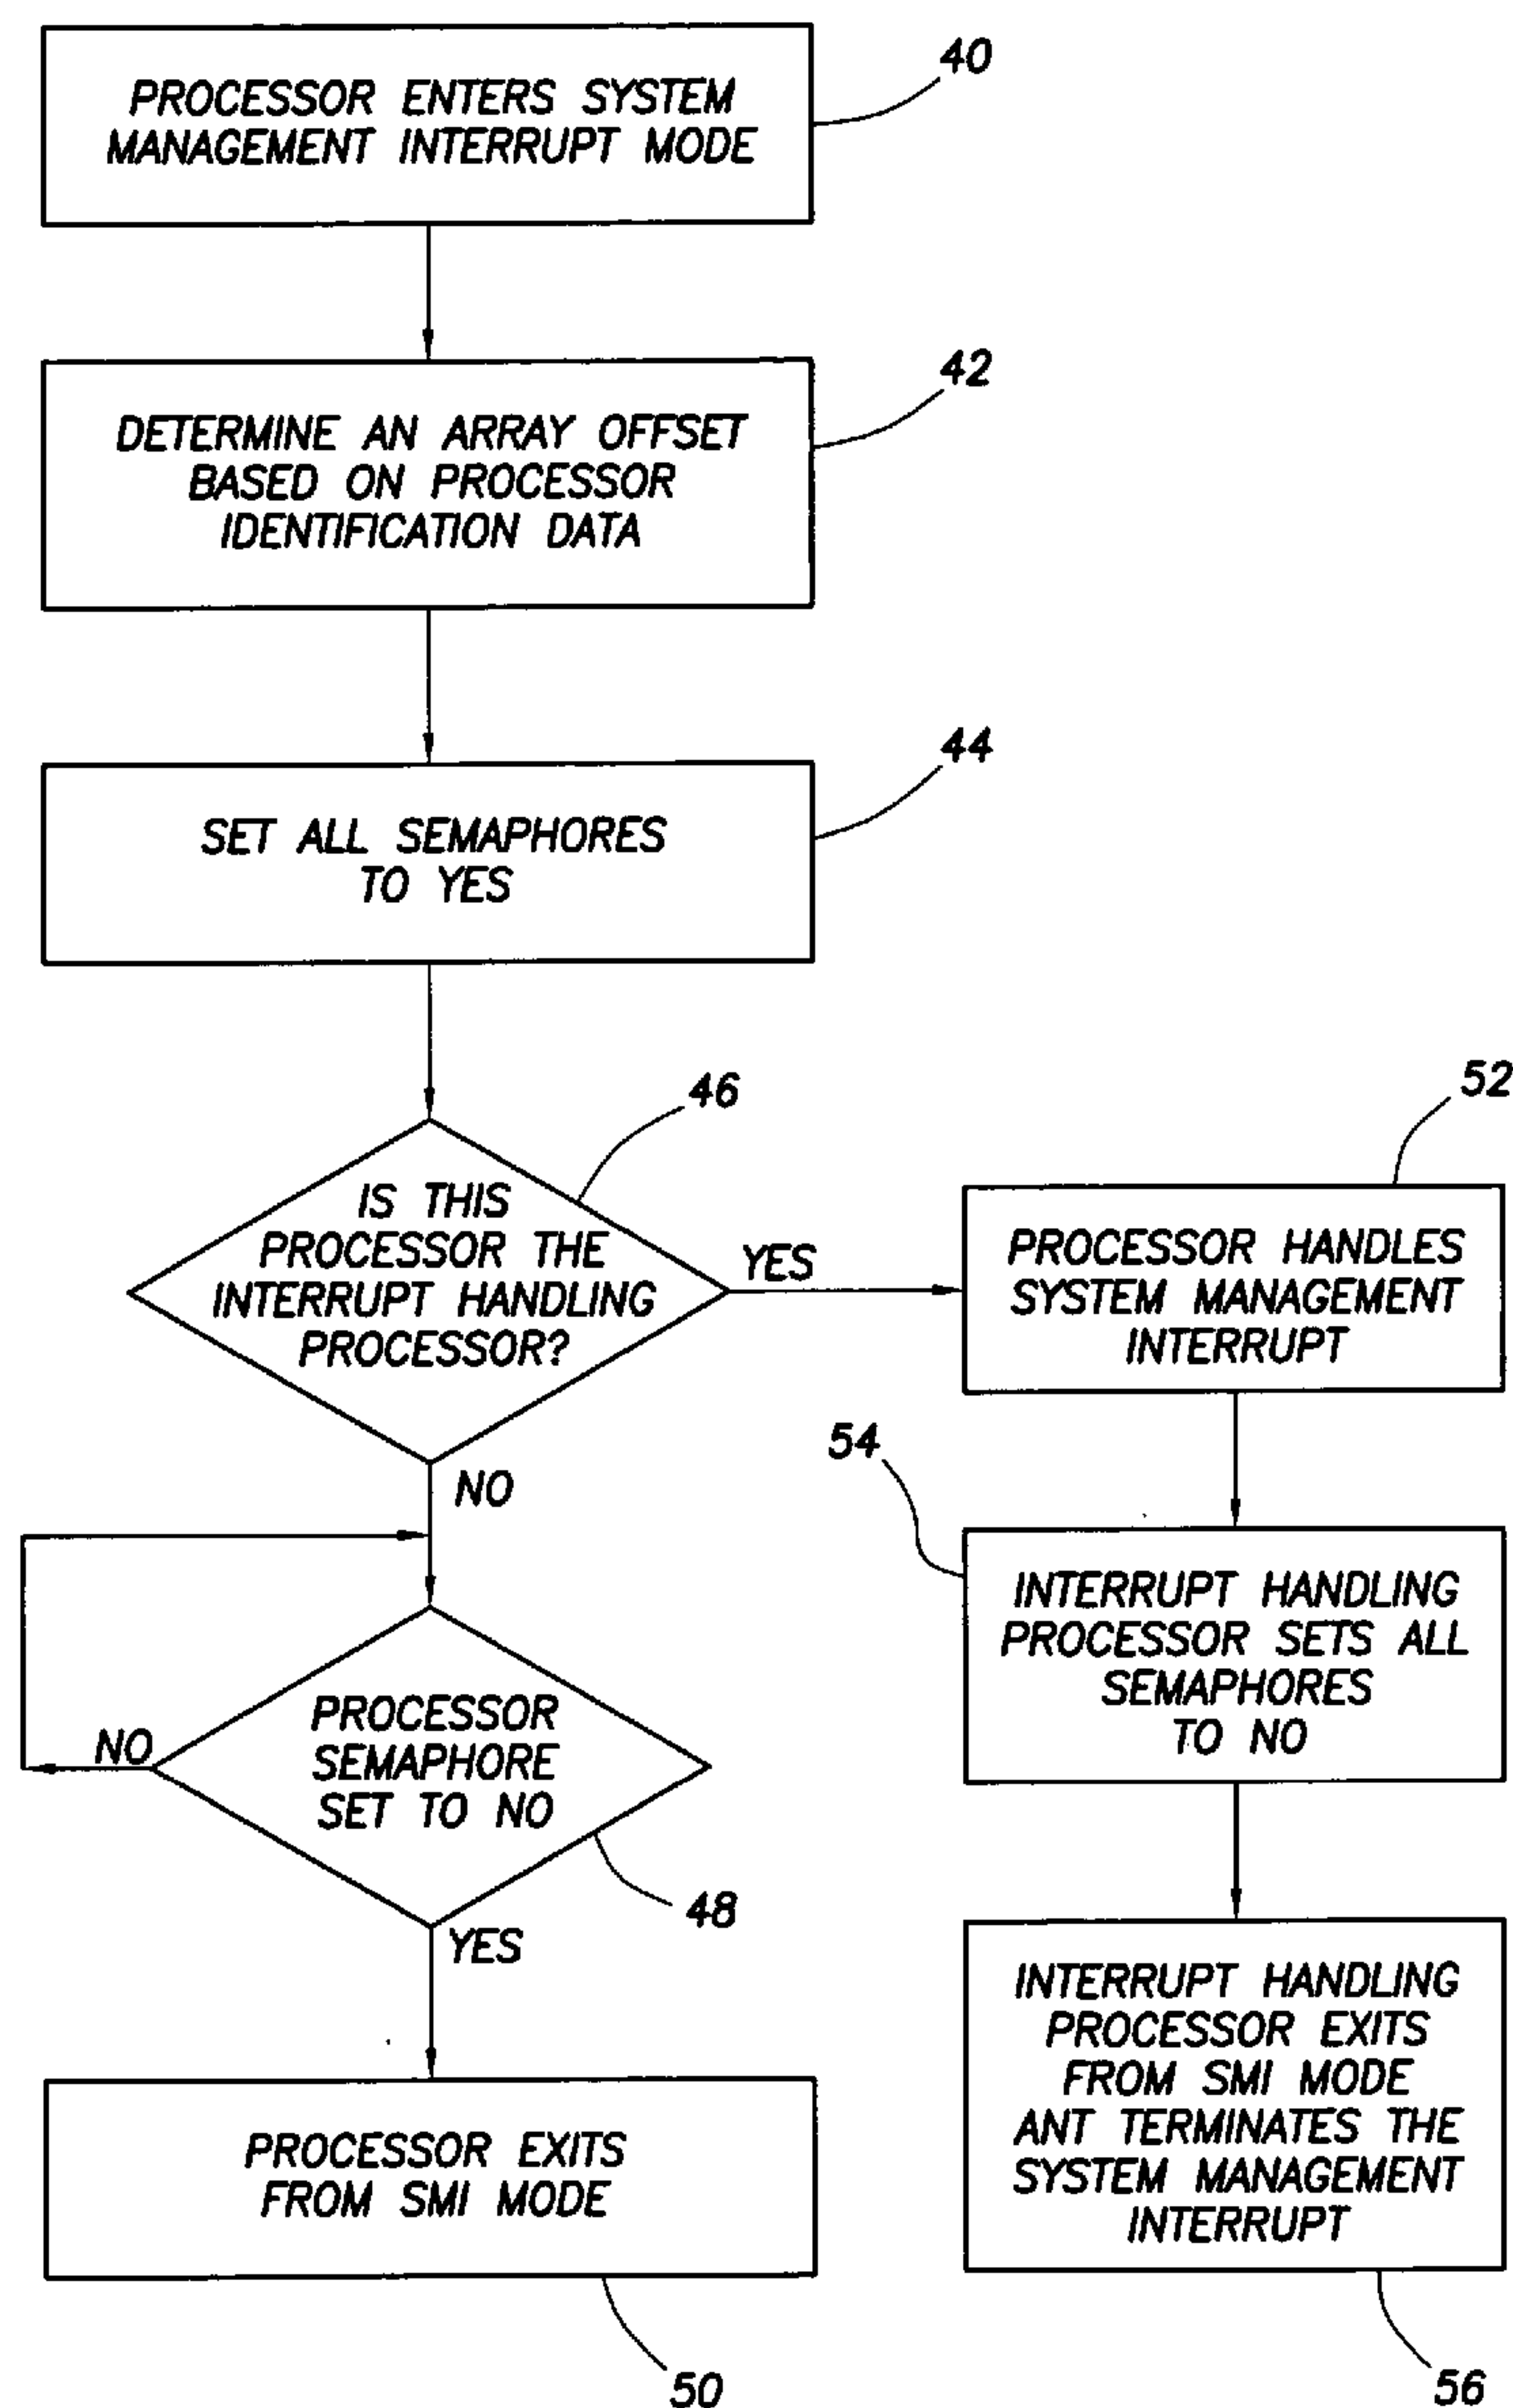 PROCESSOR ENTERS SYSTEM
MANAGEMENT INTERRUPT MODE
40
DETERMINE AN ARRAY OFFSET
BASED ON PROCESSOR
IDENTIFICATION DATA
42
SET ALL SEMAPHORES
TO YES
44
IS THIS
PROCESSOR THE
INTERRUPT HANDLING
PROCESSOR?
46
YES
NO
PROCESSOR HANDLES
SYSTEM MANAGEMENT
INTERRUPT
52
INTERRUPT HANDLING
PROCESSOR SETS ALL
SEMAPHORES
TO NO
54
PROCESSOR
SEMAPHORE
SET TO NO
NO
48
YES
INTERRUPT HANDLING
PROCESSOR EXITS
FROM SMI MODE
ANT TERMINATES THE
SYSTEM MANAGEMENT
INTERRUPT
56
PROCESSOR EXITS
FROM SMI MODE
50